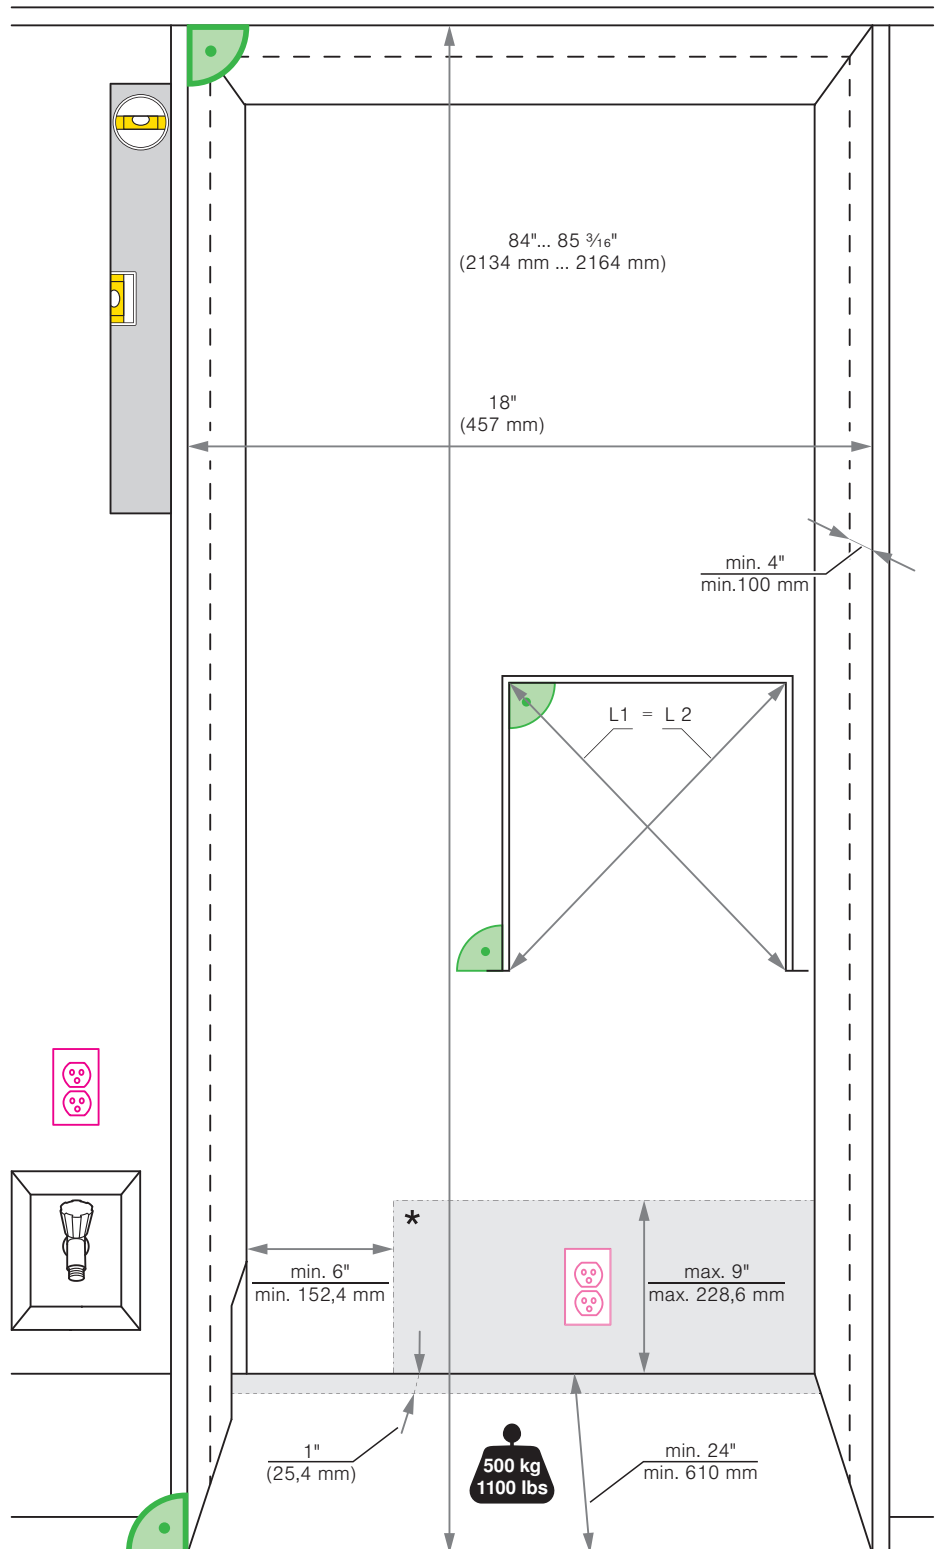 84"... 85 ³⁄₁₆"
(2134 mm ... 2164 mm)
18"
(457 mm)
min. 4"
min.100 mm
L1 = L 2
*
min. 6"
min. 152,4 mm
max. 9"
max. 228,6 mm
1"
(25,4 mm)
500 kg
1100 lbs
min. 24"
min. 610 mm